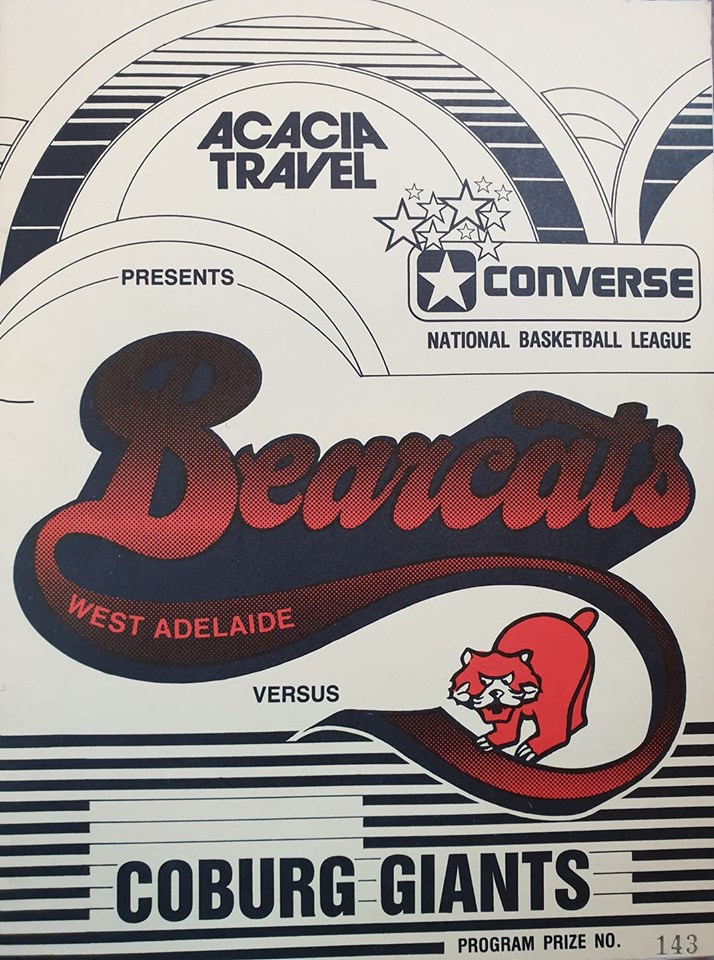 ACACIA
TRAVEL
PRESENTS
CONVERSE
NATIONAL BASKETBALL LEAGUE
Bearcats
WEST ADELAIDE
VERSUS
COBURG GIANTS
PROGRAM PRIZE NO. 143